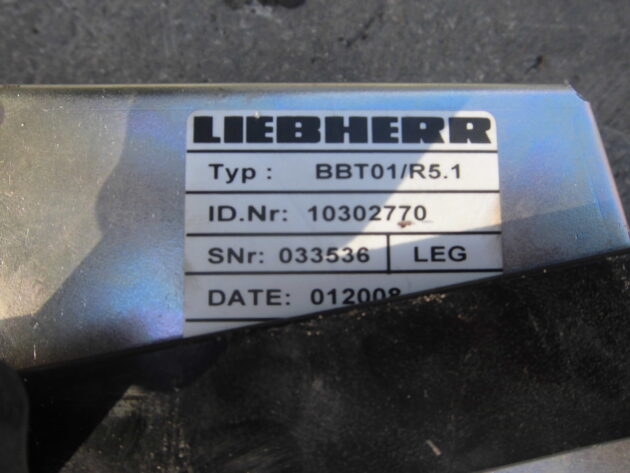 LIEBHERR
Typ : BBT01/R5.1
ID.Nr: 10302770
SNr: 033536 LEG
DATE: 012008